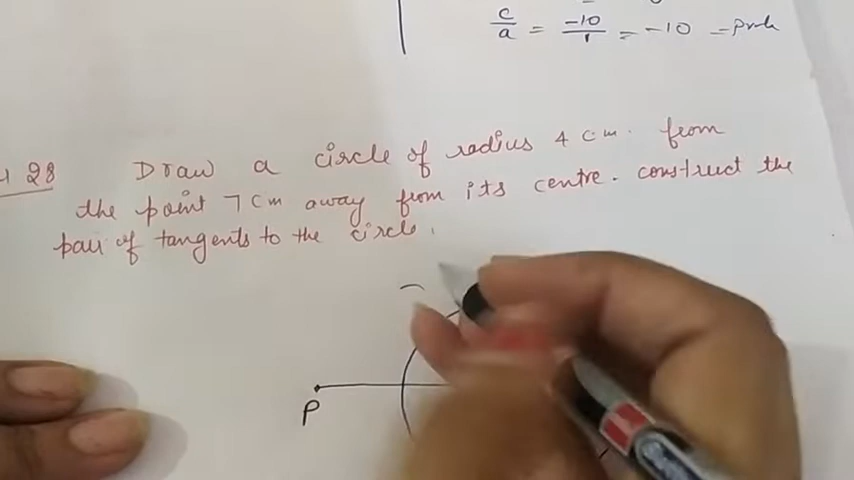 c/a = -10/1 = -10 -
28 Draw a circle of radius 4 cm. from
the point 7 cm away from its centre. construct the
pair of tangents to the circle.
P